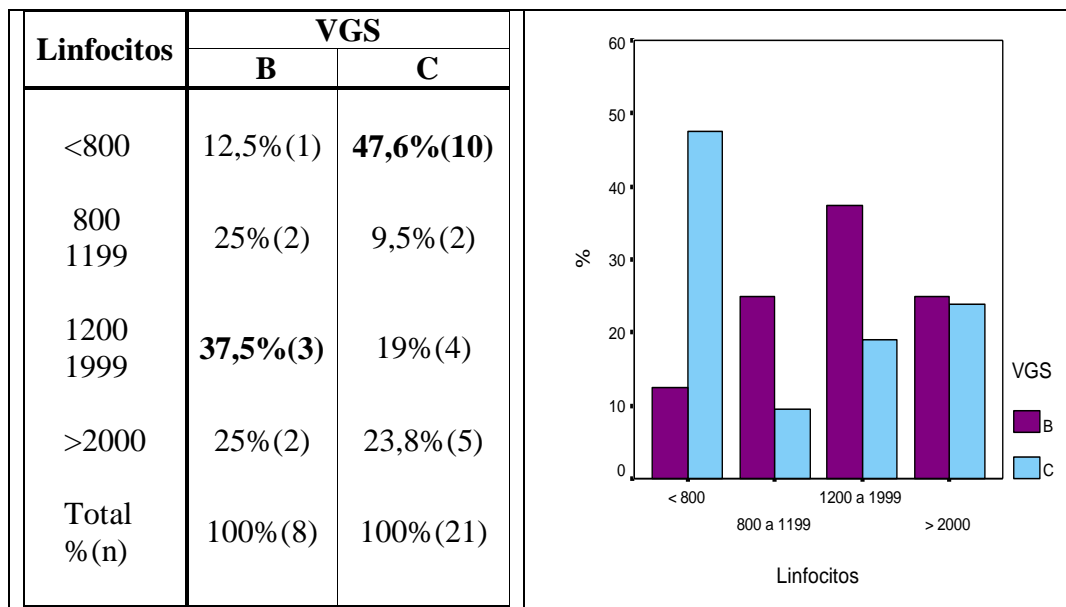 Linfocitos VGS
B C
<800 12,5%(1) 47,6%(10)
800
1199 25%(2) 9,5%(2)
1200
1999 37,5%(3) 19%(4)
>2000 25%(2) 23,8%(5)
Total
%(n) 100%(8) 100%(21)
60
50
40
30
20
10
0
%
< 800 1200 a 1999
800 a 1199 > 2000
Linfocitos
VGS
B
C